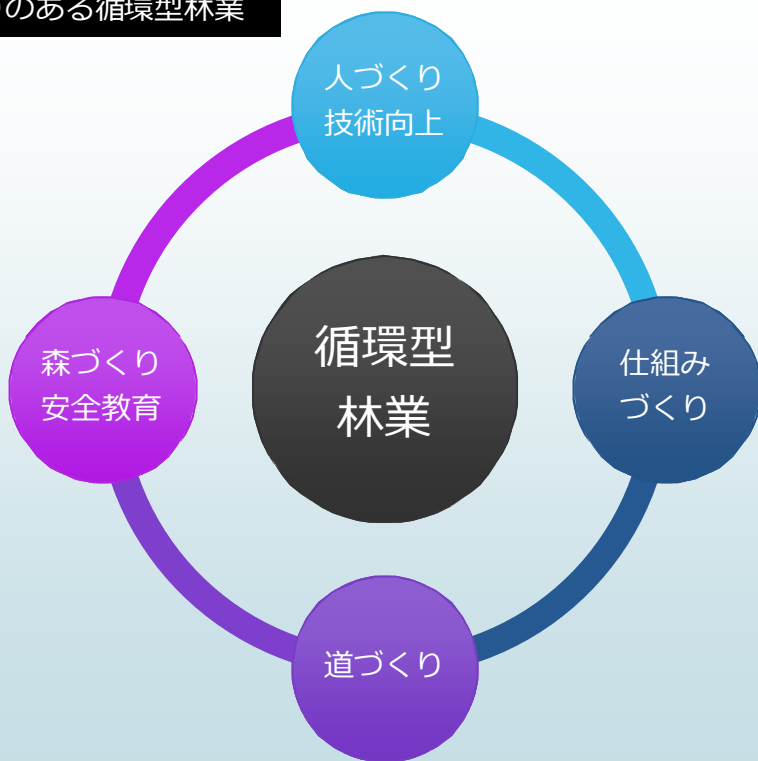 のある循環型林業
人づくり
技術向上
循環型
林業
森づくり
安全教育
仕組み
づくり
道づくり